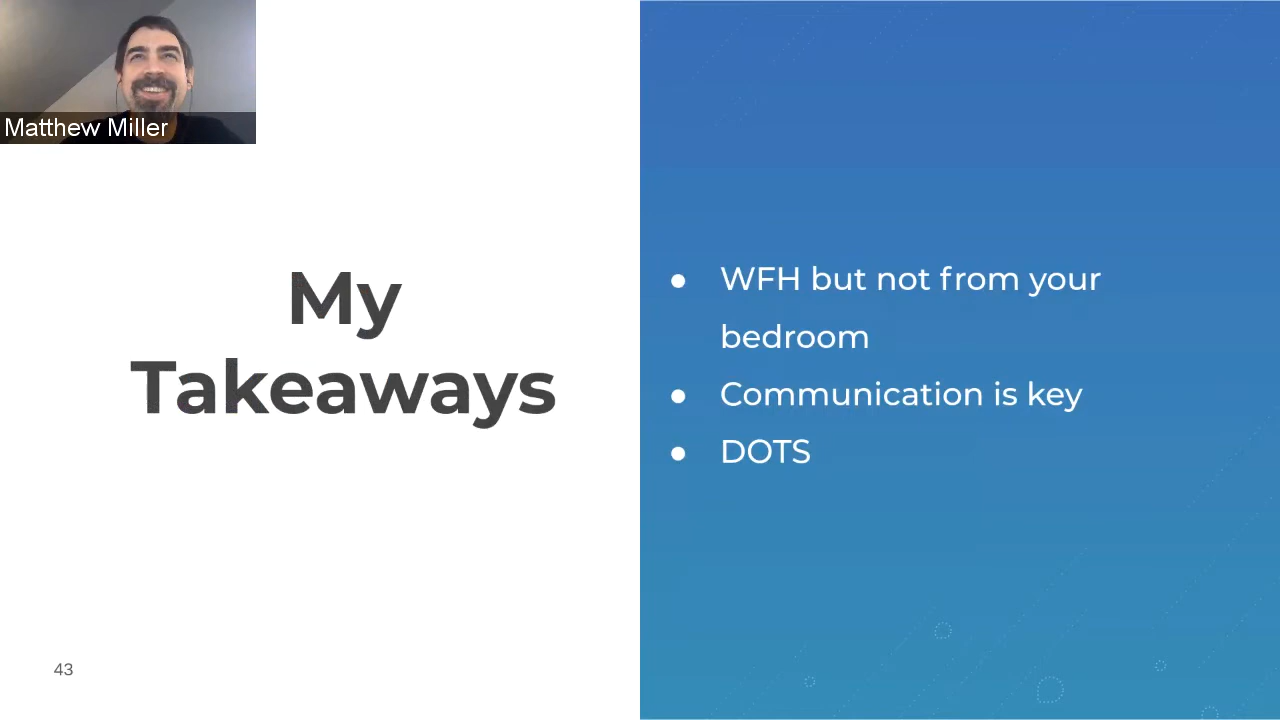 Matthew Miller
My
Takeaways
● WFH but not from your
bedroom
● Communication is key
● DOTS
43